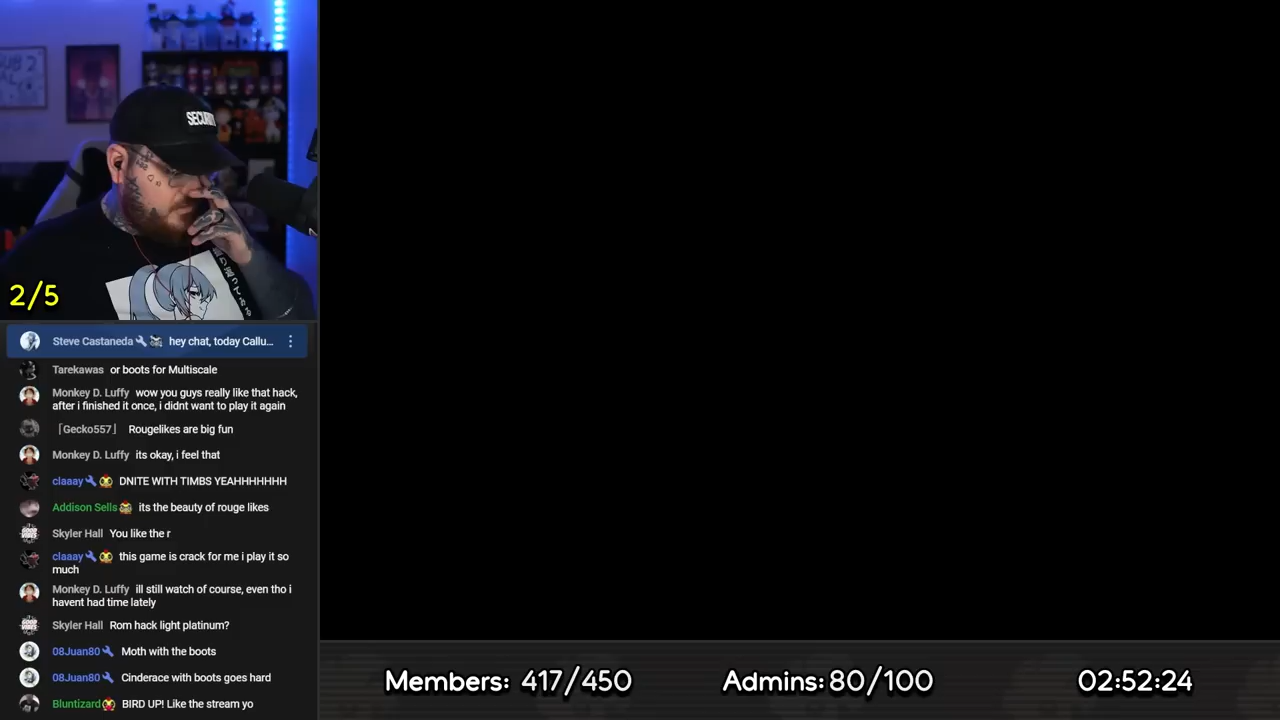 SUB 2
SECURIT
2/5
Steve Castaneda hey chat, today Callu...
Tarekawas or boots for Multiscale
Monkey D. Luffy wow you guys really like that hack,
after i finished it once, i didnt want to play it again
「Gecko557」 Rougelikes are big fun
Monkey D. Luffy its okay, i feel that
claaay DNITE WITH TIMBS YEAHHHHHHH
Addison Sells its the beauty of rouge likes
Skyler Hall You like the r
claaay this game is crack for me i play it so
much
Monkey D. Luffy ill still watch of course, even tho i
havent had time lately
Skyler Hall Rom hack light platinum?
08Juan80 Moth with the boots
08Juan80 Cinderace with boots goes hard
Bluntizard BIRD UP! Like the stream yo
Members: 417/450
Admins: 80/100
02:52:24